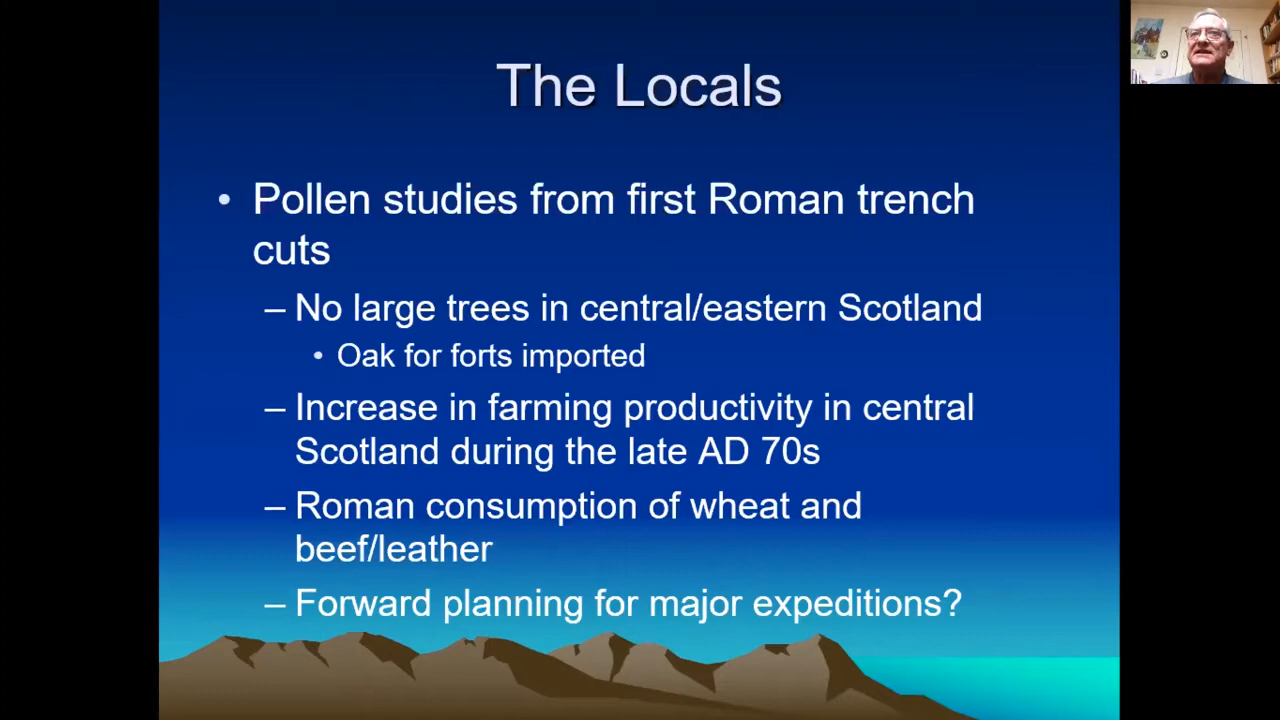 The Locals
• Pollen studies from first Roman trench
cuts
– No large trees in central/eastern Scotland
• Oak for forts imported
– Increase in farming productivity in central
Scotland during the late AD 70s
– Roman consumption of wheat and
beef/leather
– Forward planning for major expeditions?